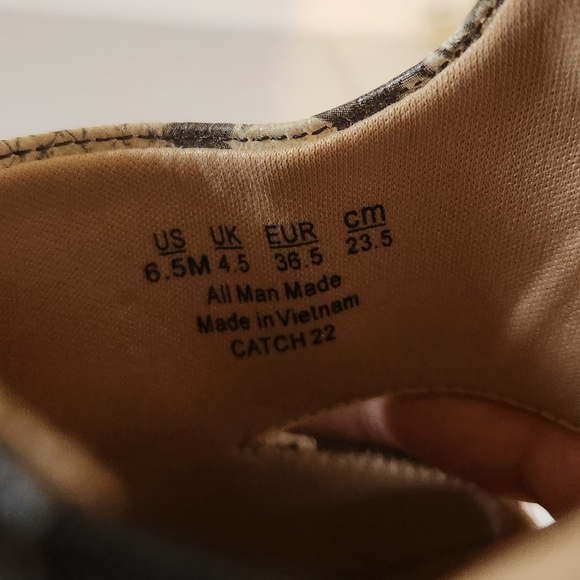 US UK EUR cm
6.5M 4.5 36.5 23.5
All Man Made
Made in Vietnam
CATCH 22